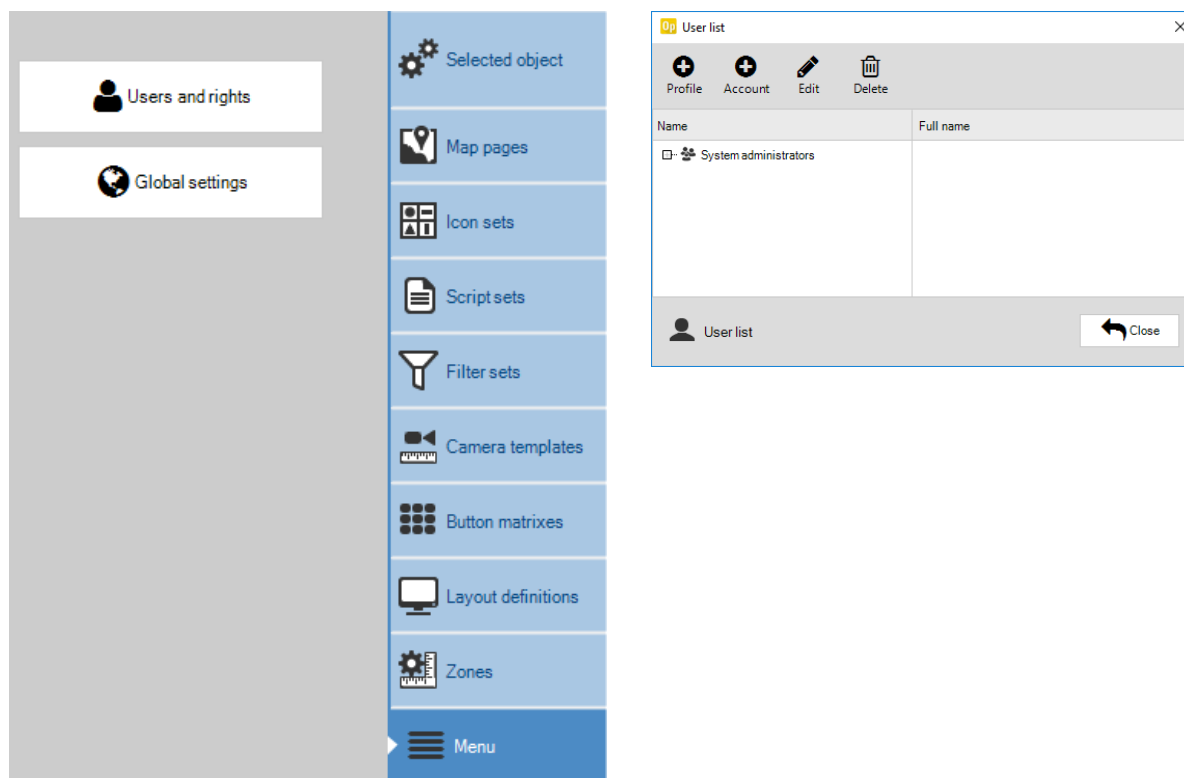 Users and rights
Global settings
Selected object
Map pages
Icon sets
Script sets
Filter sets
Camera templates
Button matrixes
Layout definitions
Zones
Menu
Op User list
Profile Account Edit Delete
Name Full name
System administrators
User list Close